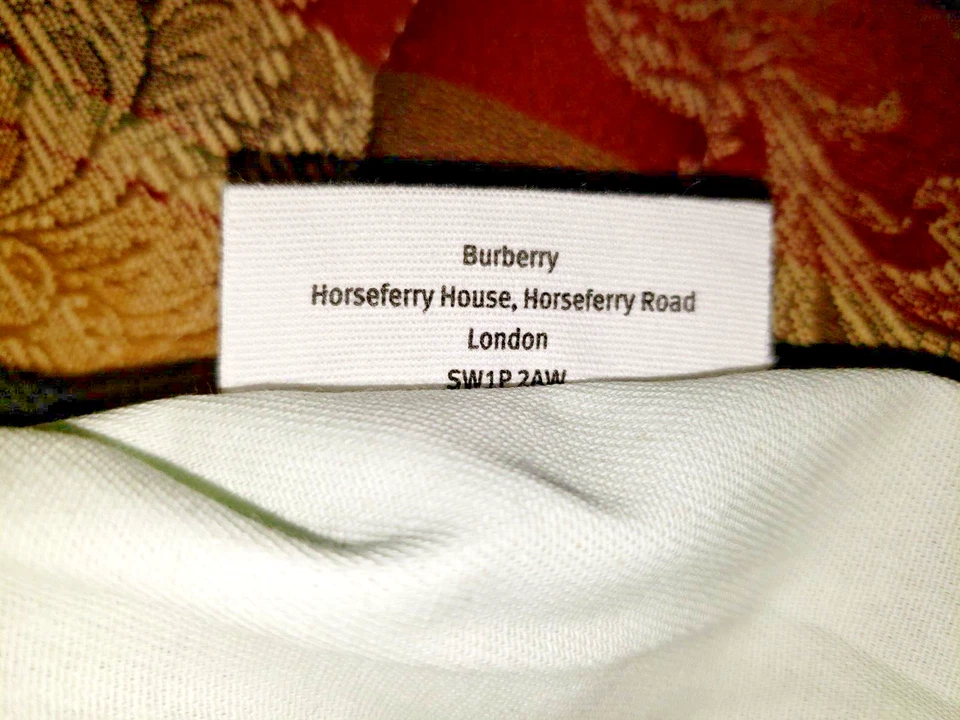 Burberry
Horseferry House, Horseferry Road
London
SW1P 2AW